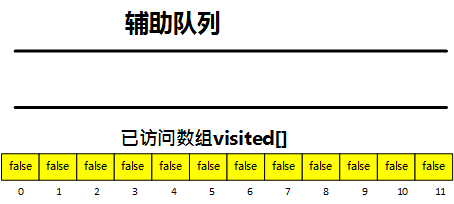 辅助队列
已访问数组visited[]
false false false false false false false false false false false false
0 1 2 3 4 5 6 7 8 9 10 11